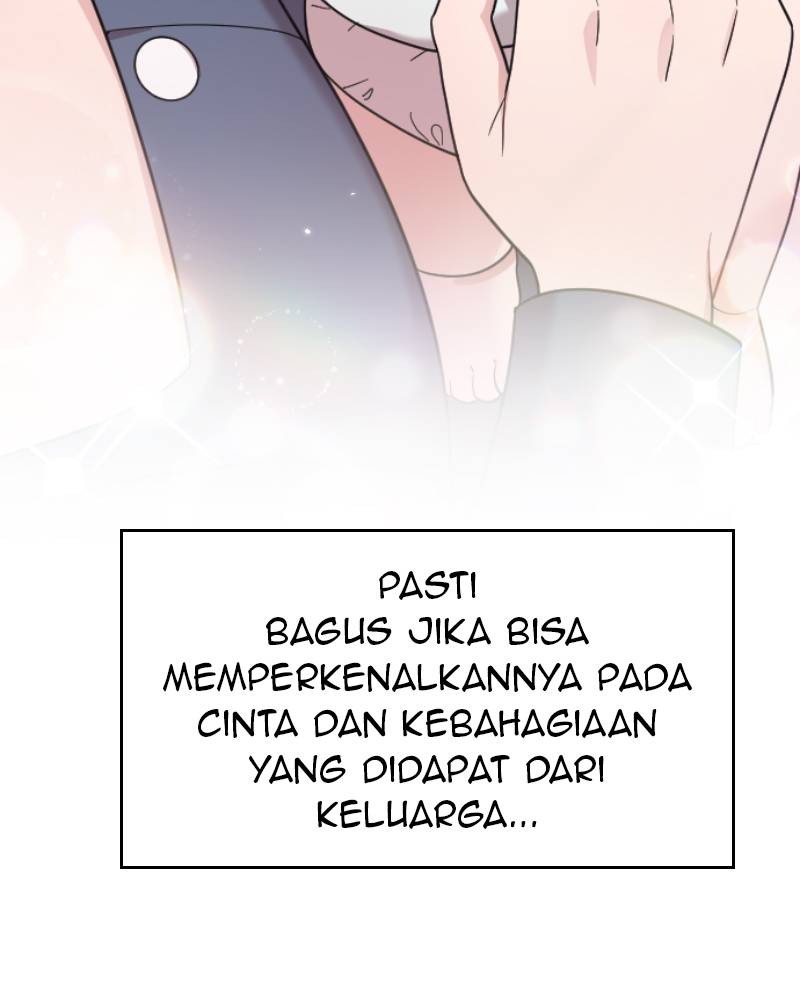 PASTI
BAGUS JIKA BISA
MEMPERKENALKANNYA PADA
CINTA DAN KEBAHAGIAAN
YANG DIDAPAT DARI
KELUARGA...